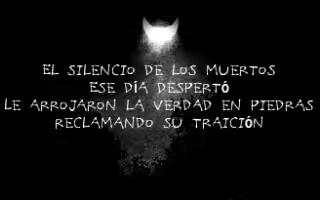 EL SILENCIO DE LOS MUERTOS
ESE DÍA DESPERTÓ
LE ARROJARON LA VERDAD EN PIEDRAS
RECLAMANDO SU TRAICIÓN